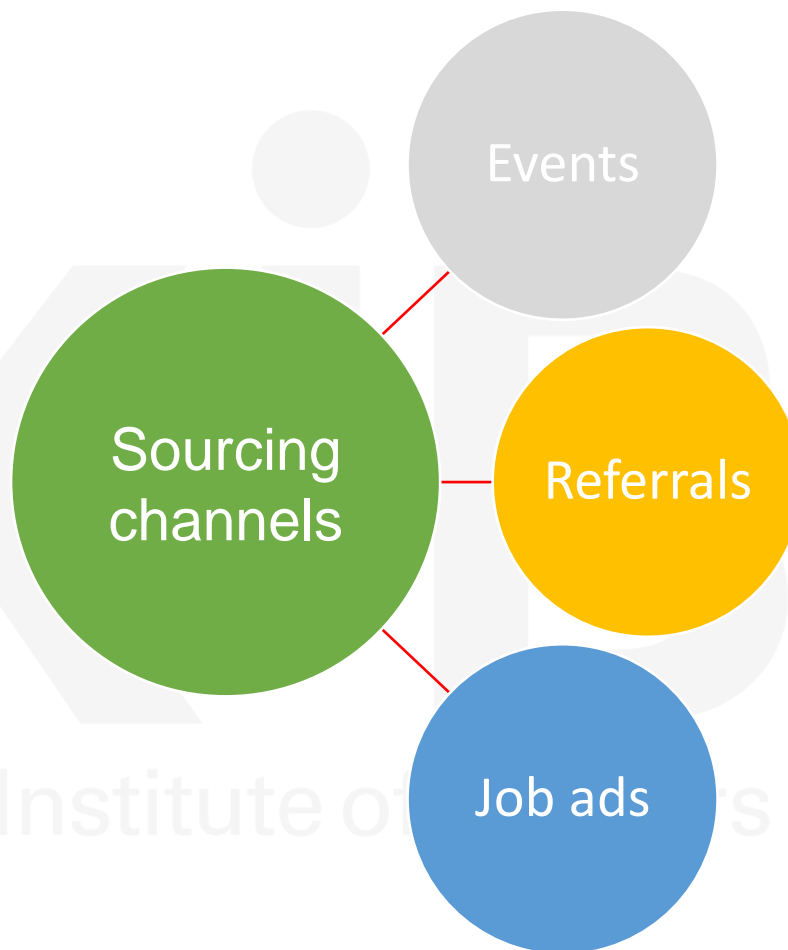 Events
Sourcing
channels
Referrals
Job ads
Institute of